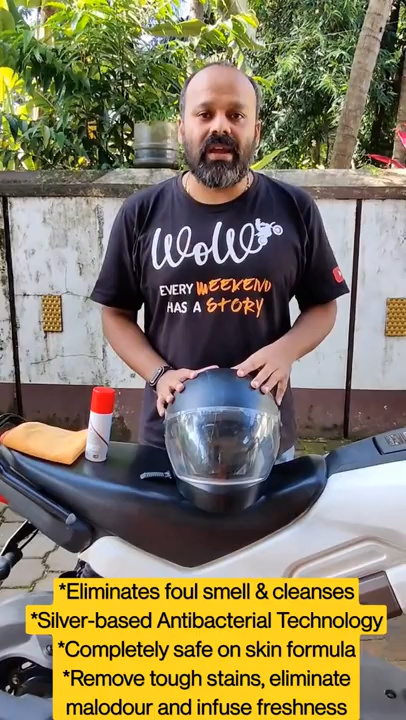 WoW
EVERY WEEKEND
HAS A STORY
*Eliminates foul smell & cleanses
*Silver-based Antibacterial Technology
*Completely safe on skin formula
*Remove tough stains, eliminate
malodour and infuse freshness